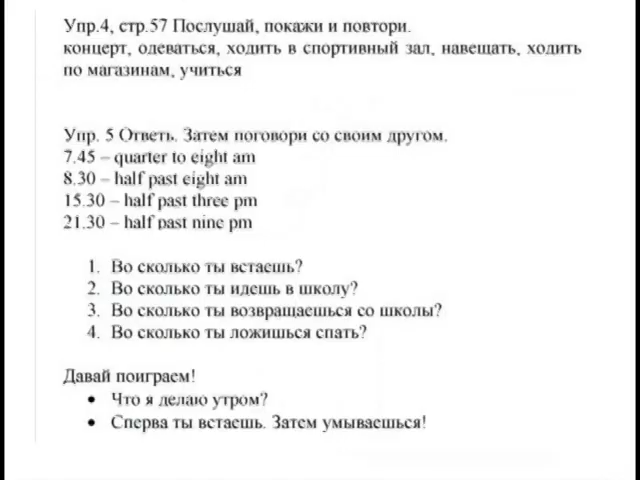 Упр.4, стр.57 Послушай, покажи и повтори.
концерт, одеваться, ходить в спортивный зал, навещать, ходить
по магазинам, учиться
Упр. 5 Ответь. Затем поговори со своим другом.
7.45 – quarter to eight am
8.30 – half past eight am
15.30 – half past three pm
21.30 – half past nine pm
1. Во сколько ты встаешь?
2. Во сколько ты идешь в школу?
3. Во сколько ты возвращаешься со школы?
4. Во сколько ты ложишься спать?
Давай поиграем!
• Что я делаю утром?
• Сперва ты встаешь. Затем умываешься!